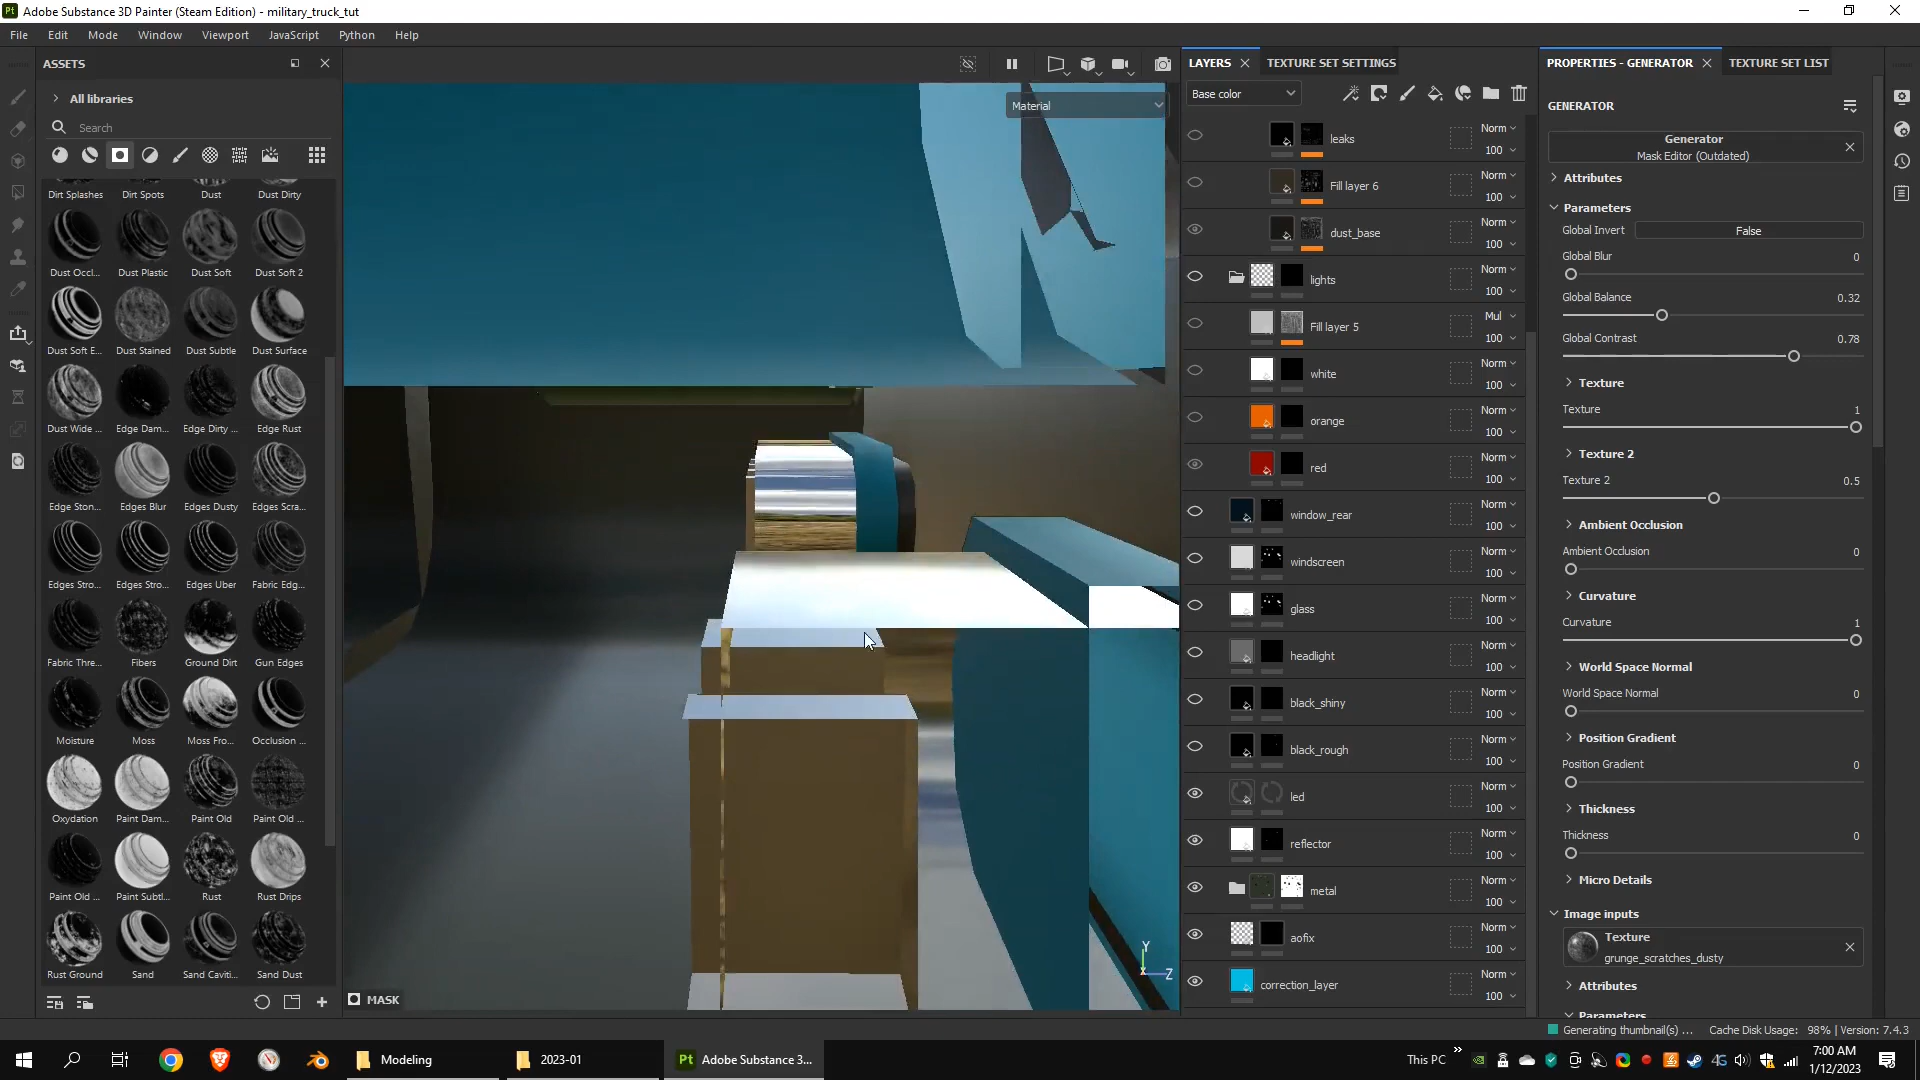 Pt Adobe Substance 3D Painter (Steam Edition) - military_truck_tut
File Edit Mode Window Viewport JavaScript Python Help
ASSETS
All libraries
Search
Dirt Splashes Dirt Spots Dust Dust Dirty
Dust Occl... Dust Plastic Dust Soft Dust Soft 2
Dust Soft E... Dust Stained Dust Subtle Dust Surface
Dust Wide ... Edge Dam... Edge Dirty ... Edge Rust
Edge Ston... Edges Blur Edges Dusty Edges Scra...
Edges Stro... Edges Stro... Edges Uber Fabric Edg...
Fabric Thre... Fibers Ground Dirt Gun Edges
Moisture Moss Moss Fro... Occlusion ...
Oxydation Paint Dam... Paint Old Paint Old ...
Paint Old ... Paint Subtl... Rust Rust Drips
Rust Ground Sand Sand Caviti... Sand Dust
Material
Y
Z
MASK
LAYERS TEXTURE SET SETTINGS
Base color
leaks Norm 100
Fill layer 6 Norm 100
dust_base Norm 100
lights Norm 100
Fill layer 5 Mul 100
white Norm 100
orange Norm 100
red Norm 100
window_rear Norm 100
windscreen Norm 100
glass Norm 100
headlight Norm 100
black_shiny Norm 100
black_rough Norm 100
led Norm 100
reflector Norm 100
metal Norm 100
aofix Norm 100
correction_layer Norm 100
PROPERTIES - GENERATOR TEXTURE SET LIST
GENERATOR
Generator
Mask Editor (Outdated)
Attributes
Parameters
Global Invert False
Global Blur 0
Global Balance 0.32
Global Contrast 0.78
Texture
Texture 1
Texture 2
Texture 2 0.5
Ambient Occlusion
Ambient Occlusion 0
Curvature
Curvature 1
World Space Normal
World Space Normal 0
Position Gradient
Position Gradient 0
Thickness
Thickness 0
Micro Details
Image inputs
Texture
grunge_scratches_dusty
Attributes
Parameters
Generating thumbnail(s) ... Cache Disk Usage: 98% | Version: 7.4.3
Modeling
2023-01
Pt Adobe Substance 3...
This PC
4G
7:00 AM
1/12/2023